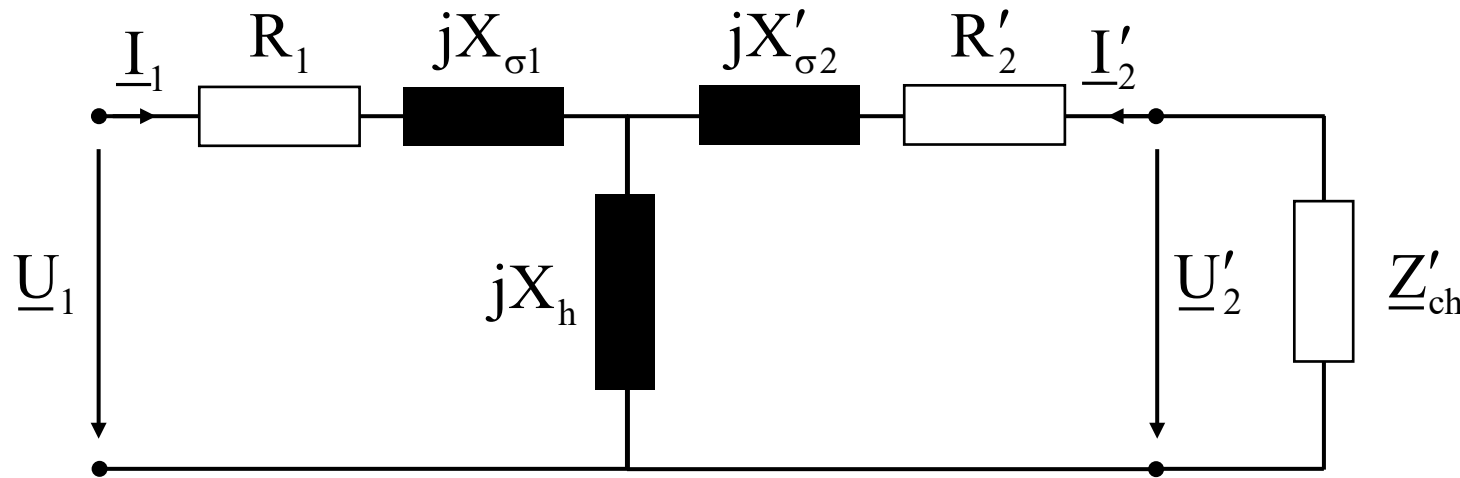 I₁ R₁ jXσ₁ jX′σ₂ R′₂ I′₂
U₁ jXₕ U′₂ Z′ch